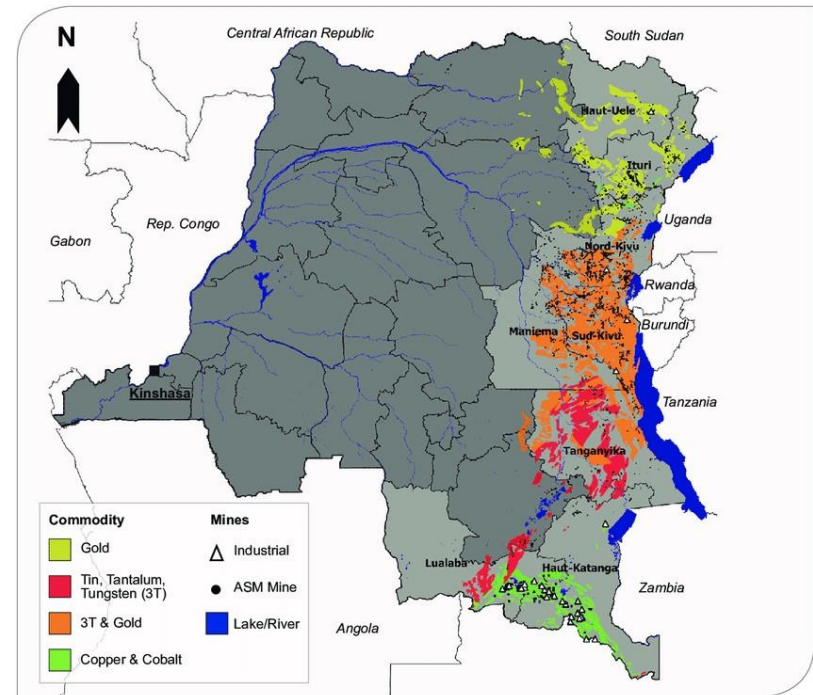 N
Central African Republic
South Sudan
Haut-Uele
Ituri
Rep. Congo
Uganda
Gabon
Nord-Kivu
Rwanda
Burundi
Maniema
Sud-Kivu
Kinshasa
Tanzania
Tanganyika
Commodity
Mines
Gold
Industrial
Tin, Tantalum,
Tungsten (3T)
ASM Mine
3T & Gold
Lake/River
Copper & Cobalt
Lualaba
Haut-Katanga
Zambia
Angola